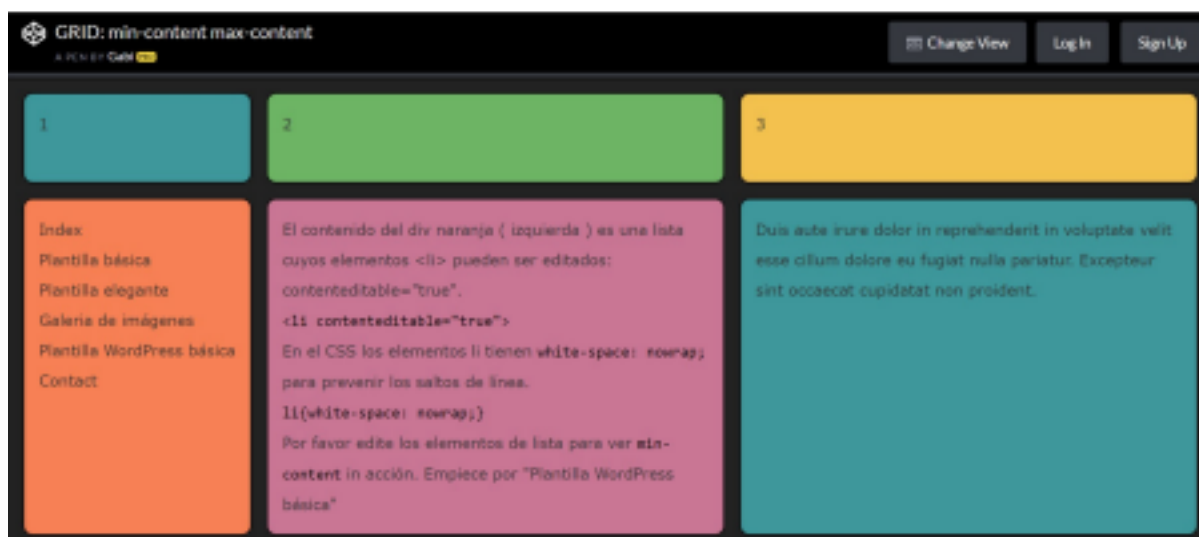 GRID: min-content max-content
A PEN BY Gabi PRO
Change View
Log In
Sign Up
1
2
3
Index
Plantilla básica
Plantilla elegante
Galeria de imágenes
Plantilla WordPress básica
Contact
El contenido del div naranja ( izquierda ) es una lista
cuyos elementos <li> pueden ser editados:
contenteditable="true".
<li contenteditable="true">
En el CSS los elementos li tienen white-space: nowrap;
para prevenir los saltos de linea.
li{white-space: nowrap;}
Por favor edite los elementos de lista para ver min-
content in acción. Empiece por "Plantilla WordPress
básica"
Duis aute irure dolor in reprehenderit in voluptate velit
esse cillum dolore eu fugiat nulla pariatur. Excepteur
sint occaecat cupidatat non proident.